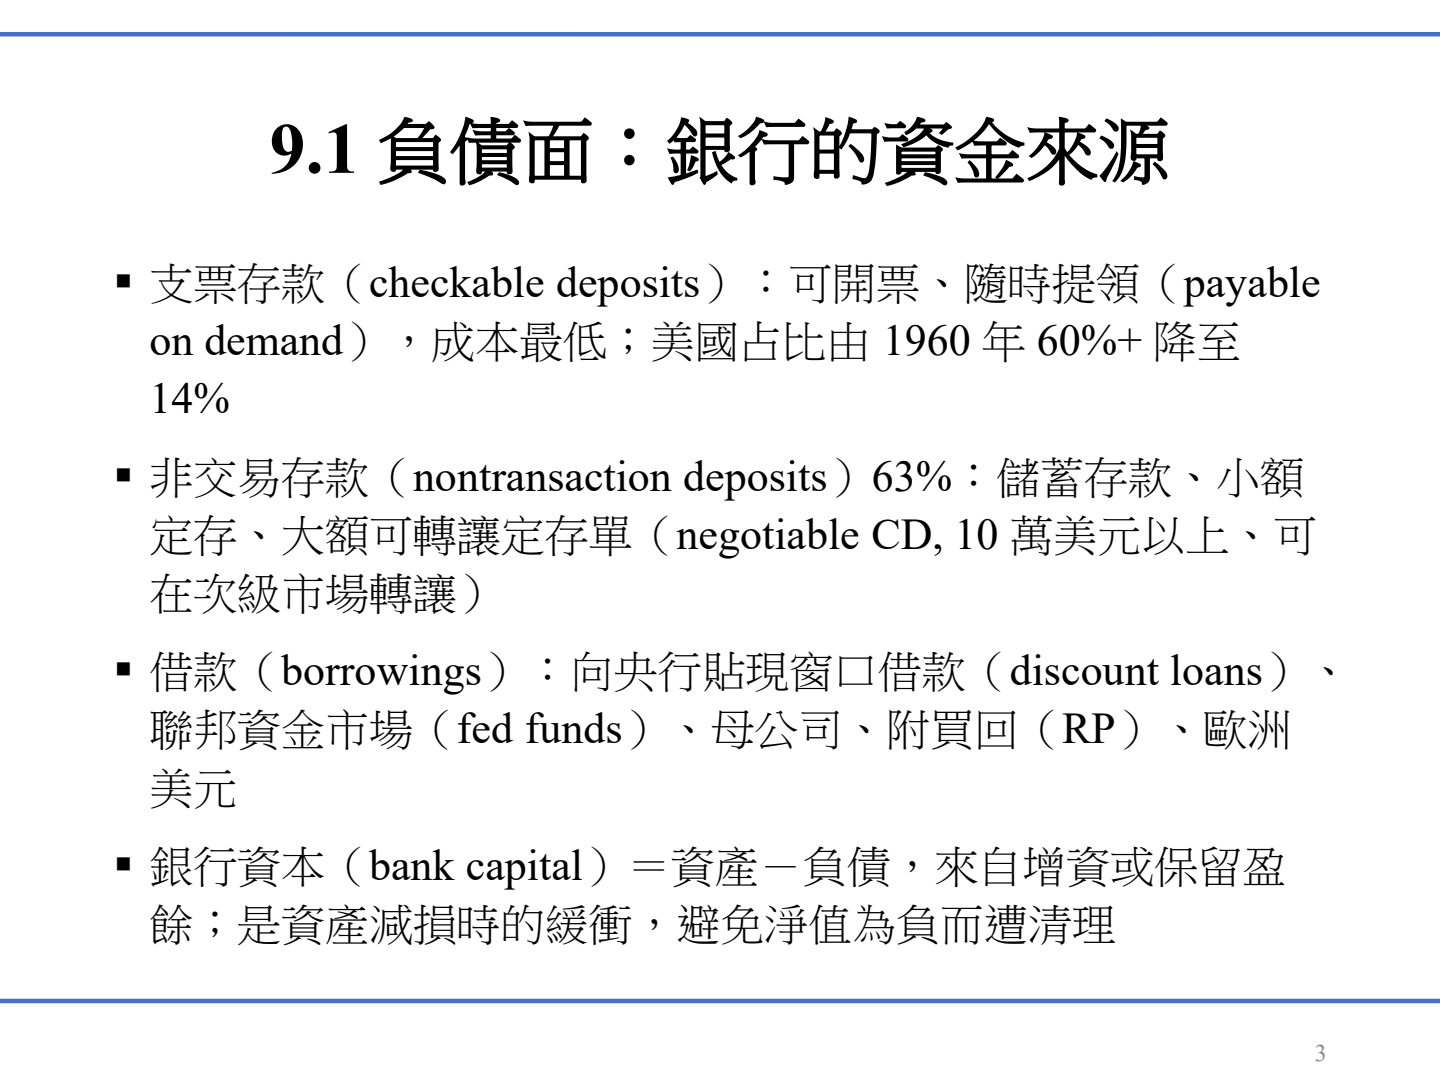 9.1 負債面：銀行的資金來源
▪ 支票存款（checkable deposits）：可開票、隨時提領（payable
on demand），成本最低；美國占比由 1960 年 60%+ 降至
14%
▪ 非交易存款（nontransaction deposits）63%：儲蓄存款、小額
定存、大額可轉讓定存單（negotiable CD, 10 萬美元以上、可
在次級市場轉讓）
▪ 借款（borrowings）：向央行貼現窗口借款（discount loans）、
聯邦資金市場（fed funds）、母公司、附買回（RP）、歐洲
美元
▪ 銀行資本（bank capital）＝資產－負債，來自增資或保留盈
餘；是資產減損時的緩衝，避免淨值為負而遭清理
3